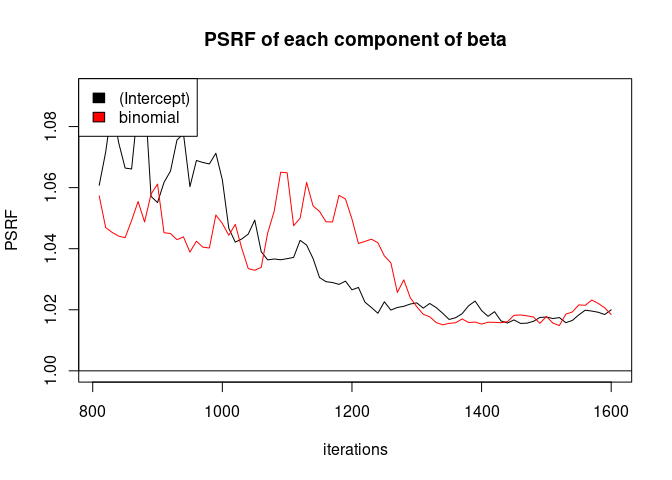 PSRF of each component of beta
(Intercept)
binomial
PSRF
1.08
1.06
1.04
1.02
1.00
800 1000 1200 1400 1600
iterations